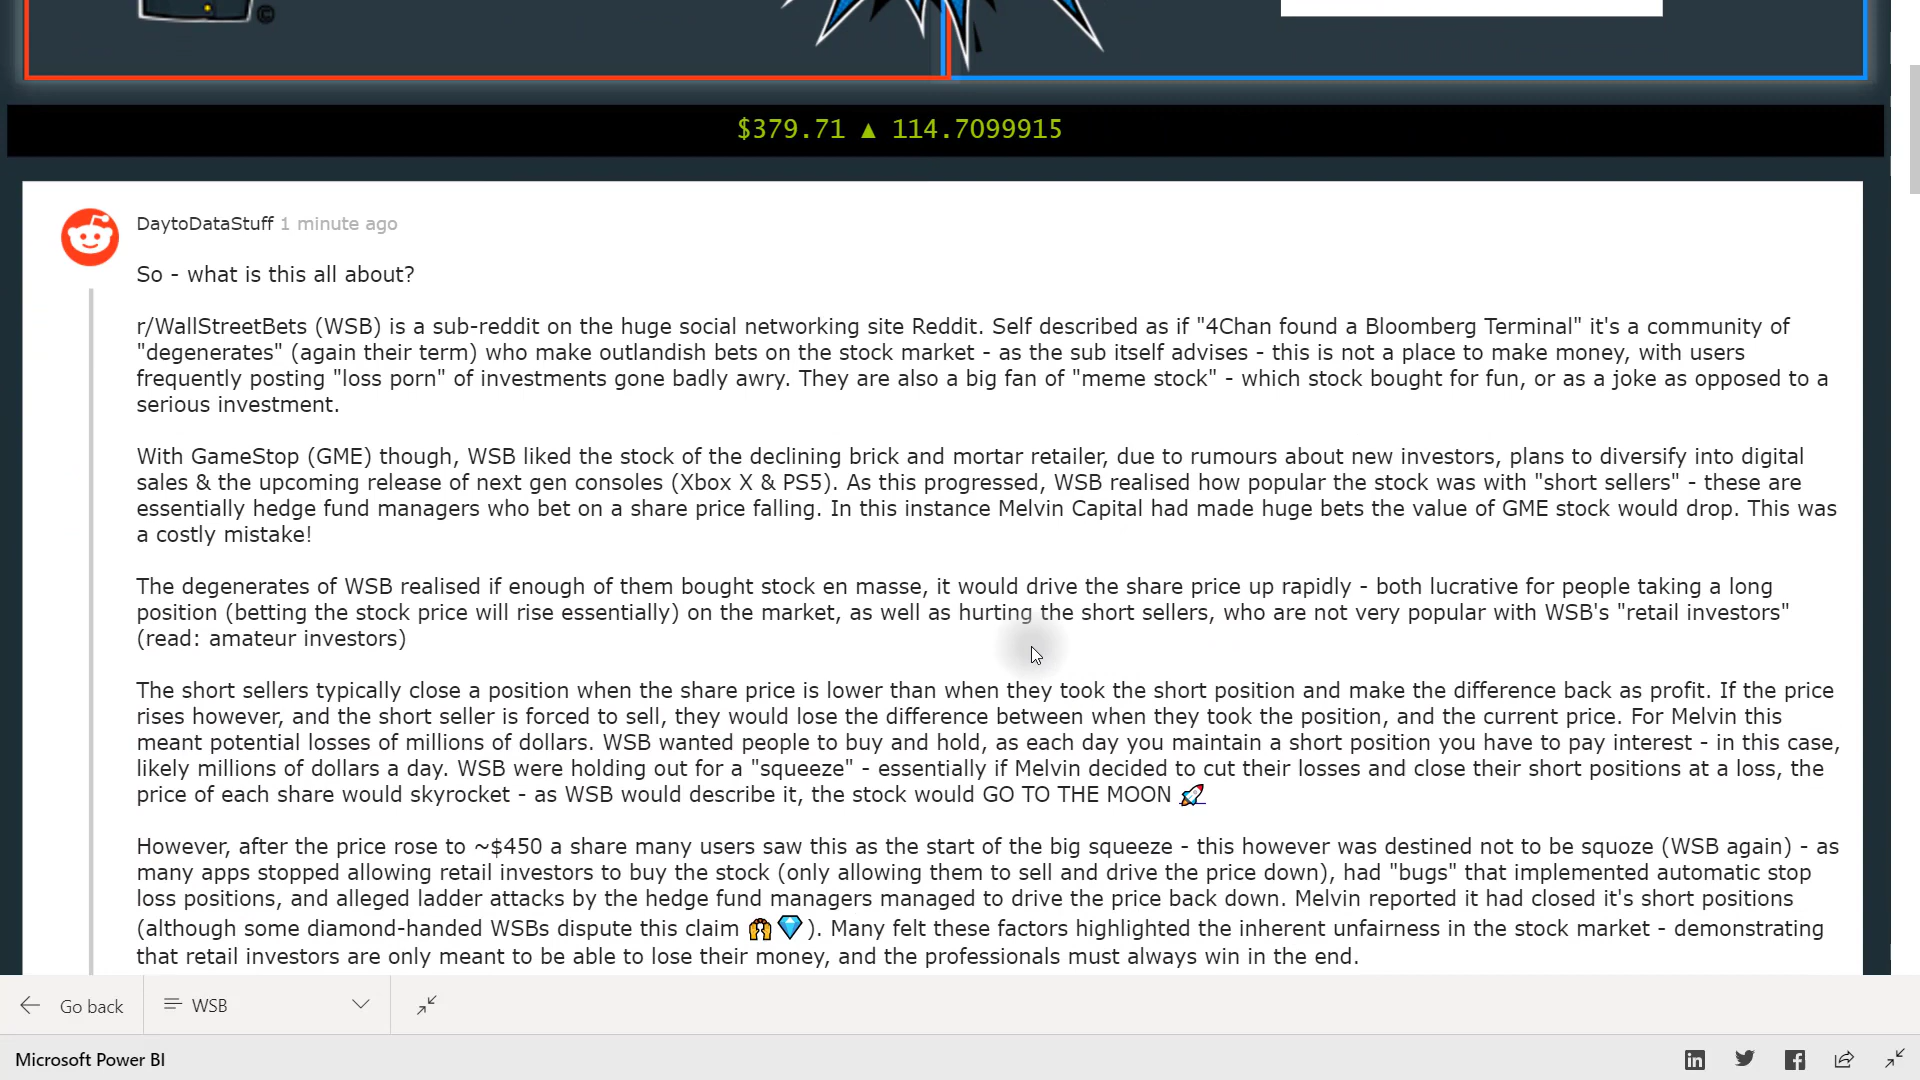 ©
$379.71 ▲ 114.7099915
DaytoDataStuff 1 minute ago
So - what is this all about?
r/WallStreetBets (WSB) is a sub-reddit on the huge social networking site Reddit. Self described as if "4Chan found a Bloomberg Terminal" it's a community of
"degenerates" (again their term) who make outlandish bets on the stock market - as the sub itself advises - this is not a place to make money, with users
frequently posting "loss porn" of investments gone badly awry. They are also a big fan of "meme stock" - which stock bought for fun, or as a joke as opposed to a
serious investment.
With GameStop (GME) though, WSB liked the stock of the declining brick and mortar retailer, due to rumours about new investors, plans to diversify into digital
sales & the upcoming release of next gen consoles (Xbox X & PS5). As this progressed, WSB realised how popular the stock was with "short sellers" - these are
essentially hedge fund managers who bet on a share price falling. In this instance Melvin Capital had made huge bets the value of GME stock would drop. This was
a costly mistake!
The degenerates of WSB realised if enough of them bought stock en masse, it would drive the share price up rapidly - both lucrative for people taking a long
position (betting the stock price will rise essentially) on the market, as well as hurting the short sellers, who are not very popular with WSB's "retail investors"
(read: amateur investors)
The short sellers typically close a position when the share price is lower than when they took the short position and make the difference back as profit. If the price
rises however, and the short seller is forced to sell, they would lose the difference between when they took the position, and the current price. For Melvin this
meant potential losses of millions of dollars. WSB wanted people to buy and hold, as each day you maintain a short position you have to pay interest - in this case,
likely millions of dollars a day. WSB were holding out for a "squeeze" - essentially if Melvin decided to cut their losses and close their short positions at a loss, the
price of each share would skyrocket - as WSB would describe it, the stock would GO TO THE MOON 🚀
However, after the price rose to ~$450 a share many users saw this as the start of the big squeeze - this however was destined not to be squoze (WSB again) - as
many apps stopped allowing retail investors to buy the stock (only allowing them to sell and drive the price down), had "bugs" that implemented automatic stop
loss positions, and alleged ladder attacks by the hedge fund managers managed to drive the price back down. Melvin reported it had closed it's short positions
(although some diamond-handed WSBs dispute this claim 🙌💎). Many felt these factors highlighted the inherent unfairness in the stock market - demonstrating
that retail investors are only meant to be able to lose their money, and the professionals must always win in the end.
Go back WSB
Microsoft Power BI